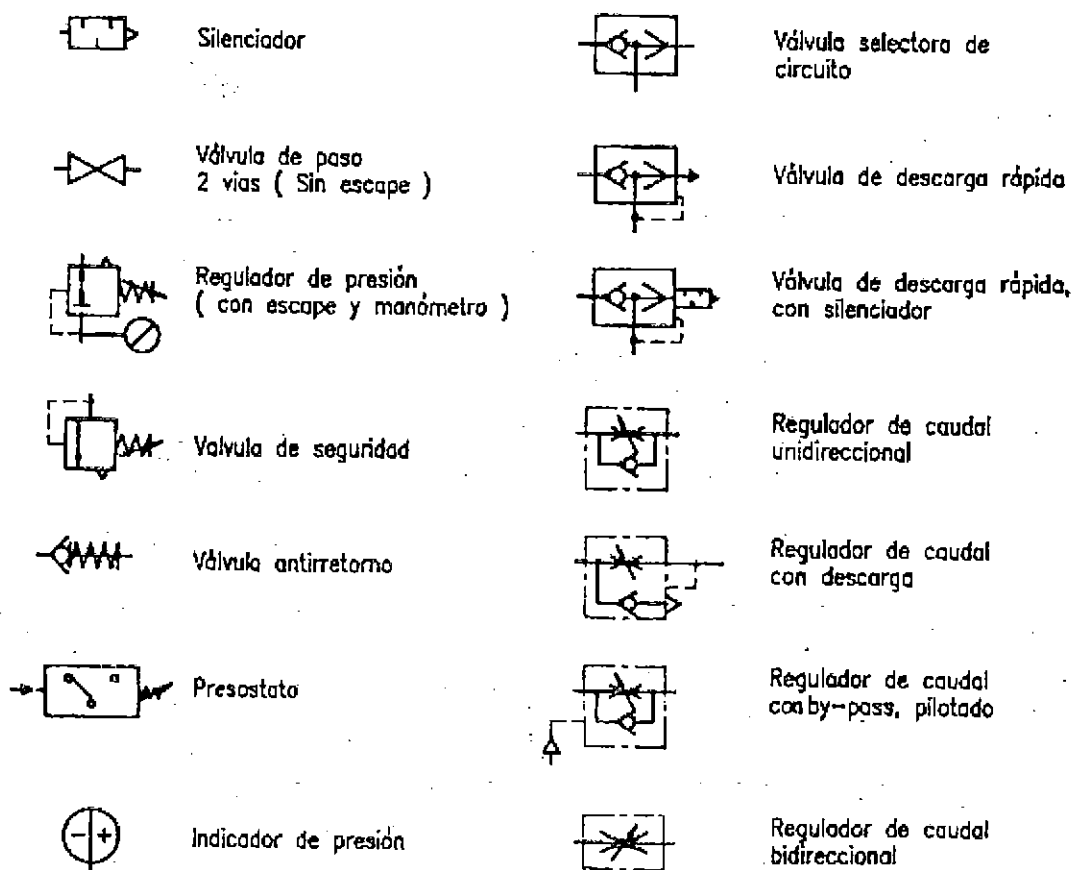 Silenciador
Válvula de paso
2 vias ( Sin escape )
Regulador de presión
( con escape y manómetro )
Valvula de seguridad
Válvula antirretorno
Presostato
- +
Indicador de presión
Válvula selectora de
circuito
Válvula de descarga rápida
Válvula de descarga rápida,
con silenciador
Regulador de caudal
unidireccional
Regulador de caudal
con descarga
Regulador de caudal
con by-pass, pilotado
Regulador de caudal
bidireccional